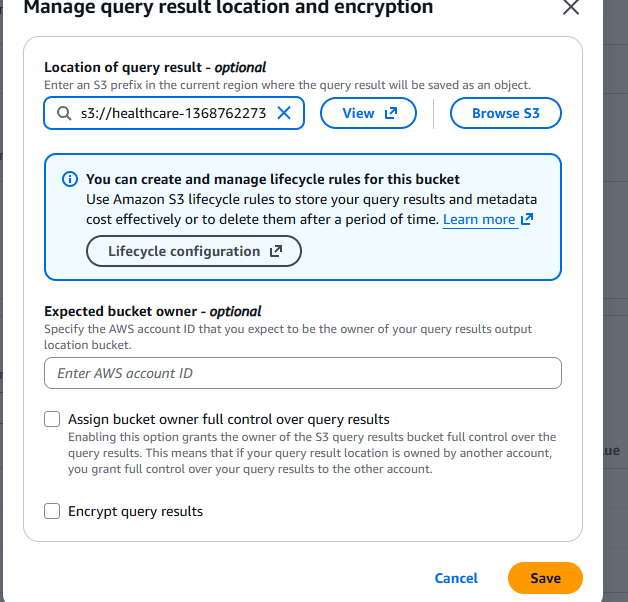 Manage query result location and encryption
Location of query result - optional
Enter an S3 prefix in the current region where the query result will be saved as an object.
s3://healthcare-1368762273
View
Browse S3
You can create and manage lifecycle rules for this bucket
Use Amazon S3 lifecycle rules to store your query results and metadata
cost effectively or to delete them after a period of time. Learn more
Lifecycle configuration
Expected bucket owner - optional
Specify the AWS account ID that you expect to be the owner of your query results output
location bucket.
Enter AWS account ID
Assign bucket owner full control over query results
Enabling this option grants the owner of the S3 query results bucket full control over the
query results. This means that if your query result location is owned by another account,
you grant full control over your query results to the other account.
Encrypt query results
Cancel
Save